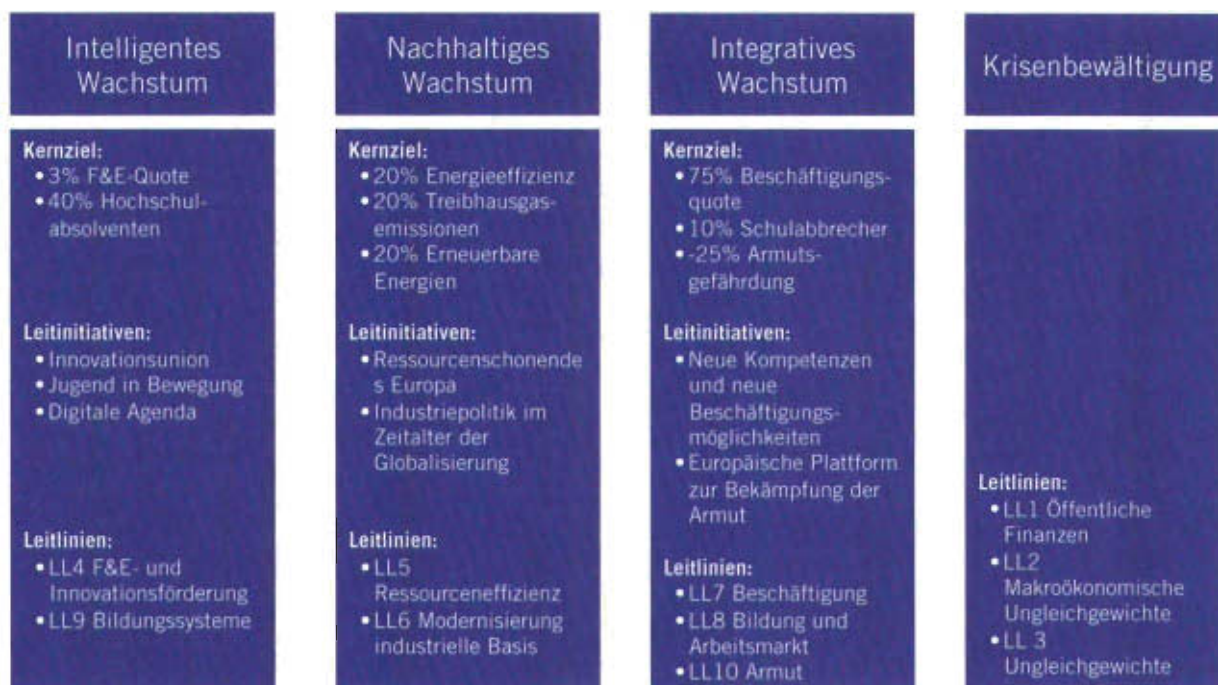 Intelligentes
Wachstum
Kernziel:
• 3% F&E-Quote
• 40% Hochschul-
absolventen
Leitinitiativen:
• Innovationsunion
• Jugend in Bewegung
• Digitale Agenda
Leitlinien:
• LL4 F&E- und
Innovationsförderung
• LL9 Bildungssysteme
Nachhaltiges
Wachstum
Kernziel:
• 20% Energieeffizienz
• 20% Treibhausgas-
emissionen
• 20% Erneuerbare
Energien
Leitinitiativen:
• Ressourcenschonende
s Europa
• Industriepolitik im
Zeitalter der
Globalisierung
Leitlinien:
• LL5
Ressourceneffizienz
• LL6 Modernisierung
industrielle Basis
Integratives
Wachstum
Kernziel:
• 75% Beschäftigungs-
quote
• 10% Schulabbrecher
• -25% Armuts-
gefährdung
Leitinitiativen:
• Neue Kompetenzen
und neue
Beschäftigungs-
möglichkeiten
• Europäische Plattform
zur Bekämpfung der
Armut
Leitlinien:
• LL7 Beschäftigung
• LL8 Bildung und
Arbeitsmarkt
• LL10 Armut
Krisenbewältigung
Leitlinien:
• LL1 Öffentliche
Finanzen
• LL2
Makroökonomische
Ungleichgewichte
• LL 3
Ungleichgewichte